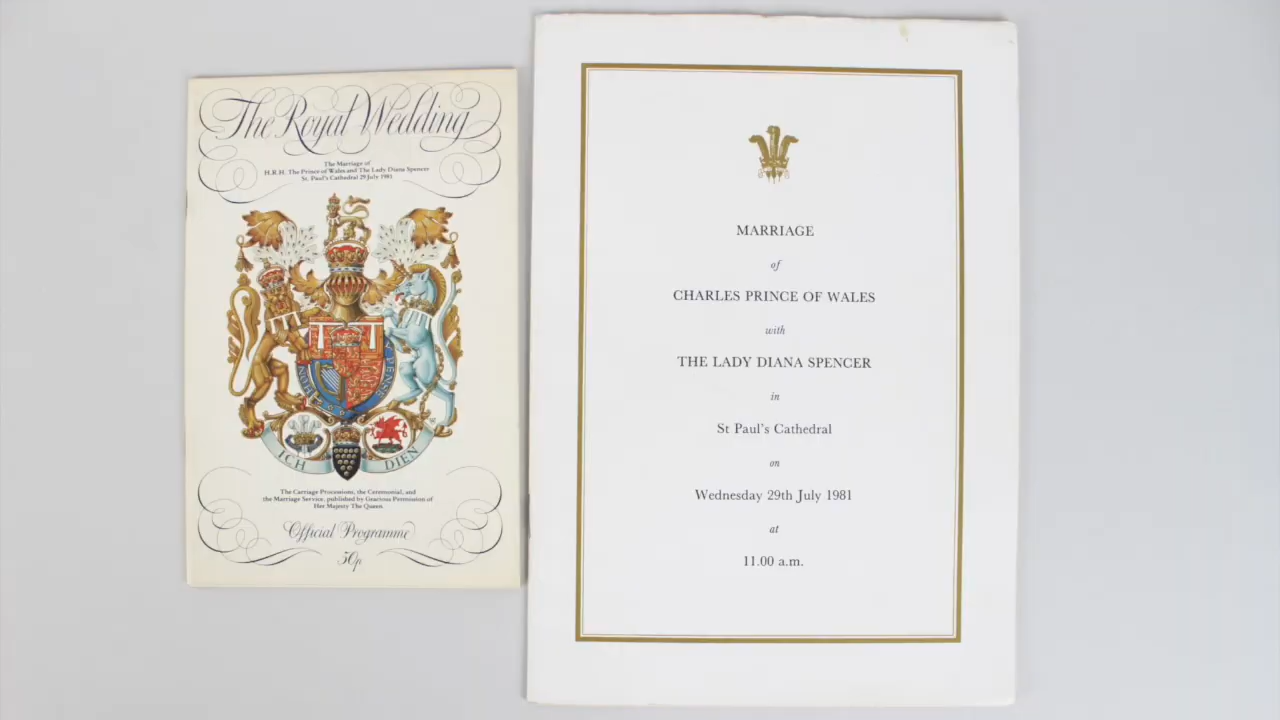 The Royal Wedding
The Marriage of
H.R.H. The Prince of Wales and The Lady Diana Spencer
St. Paul's Cathedral 29 July 1981
PENSE
ICH DIEN
The Carriage Processions, the Ceremonial, and
the Marriage Service, published by Gracious Permission of
Her Majesty The Queen
Official Programme
50p
MARRIAGE
of
CHARLES PRINCE OF WALES
with
THE LADY DIANA SPENCER
in
St Paul's Cathedral
on
Wednesday 29th July 1981
at
11.00 a.m.